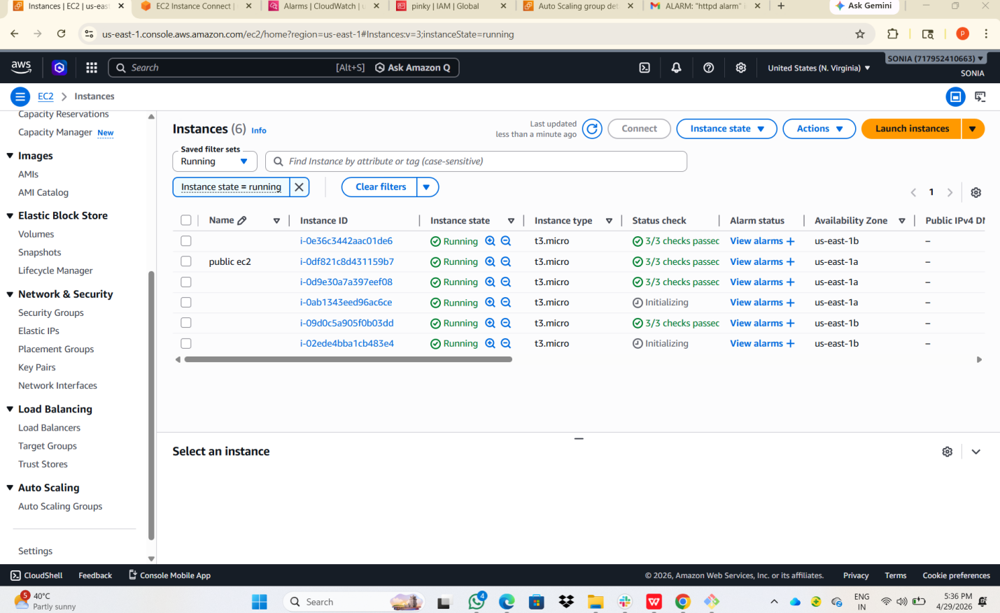 Instances | EC2 | us-eas
EC2 Instance Connect |
Alarms | CloudWatch | u
pinky | IAM | Global
Auto Scaling group det
ALARM: "httpd alarm" i
Ask Gemini
us-east-1.console.aws.amazon.com/ec2/home?region=us-east-1#Instances:v=3;instanceState=running
P
aws
Search
[Alt+S]
Ask Amazon Q
United States (N. Virginia)
SONIA (717952410663)
SONIA
EC2
Instances
Capacity Reservations
Capacity Manager New
Images
AMIs
AMI Catalog
Elastic Block Store
Volumes
Snapshots
Lifecycle Manager
Network & Security
Security Groups
Elastic IPs
Placement Groups
Key Pairs
Network Interfaces
Load Balancing
Load Balancers
Target Groups
Trust Stores
Auto Scaling
Auto Scaling Groups
Settings
Instances (6) Info
Last updated
less than a minute ago
Connect
Instance state
Actions
Launch instances
Saved filter sets
Running
Find Instance by attribute or tag (case-sensitive)
Instance state = running
Clear filters
1
Name Instance ID Instance state Instance type Status check Alarm status Availability Zone Public IPv4 DN
i-0e36c3442aac01de6 Running t3.micro 3/3 checks passed View alarms + us-east-1b –
public ec2 i-0df821c8d431159b7 Running t3.micro 3/3 checks passed View alarms + us-east-1a –
i-0d9e30a7a397eef08 Running t3.micro 3/3 checks passed View alarms + us-east-1a –
i-0ab1343eed96ac6ce Running t3.micro Initializing View alarms + us-east-1a –
i-09d0c5a905f0b03dd Running t3.micro 3/3 checks passed View alarms + us-east-1b –
i-02ede4bba1cb483e4 Running t3.micro Initializing View alarms + us-east-1b –
Select an instance
CloudShell
Feedback
Console Mobile App
© 2026, Amazon Web Services, Inc. or its affiliates.
Privacy
Terms
Cookie preferences
5
40°C
Partly sunny
Search
4
ENG
IN
5:36 PM
4/29/2026